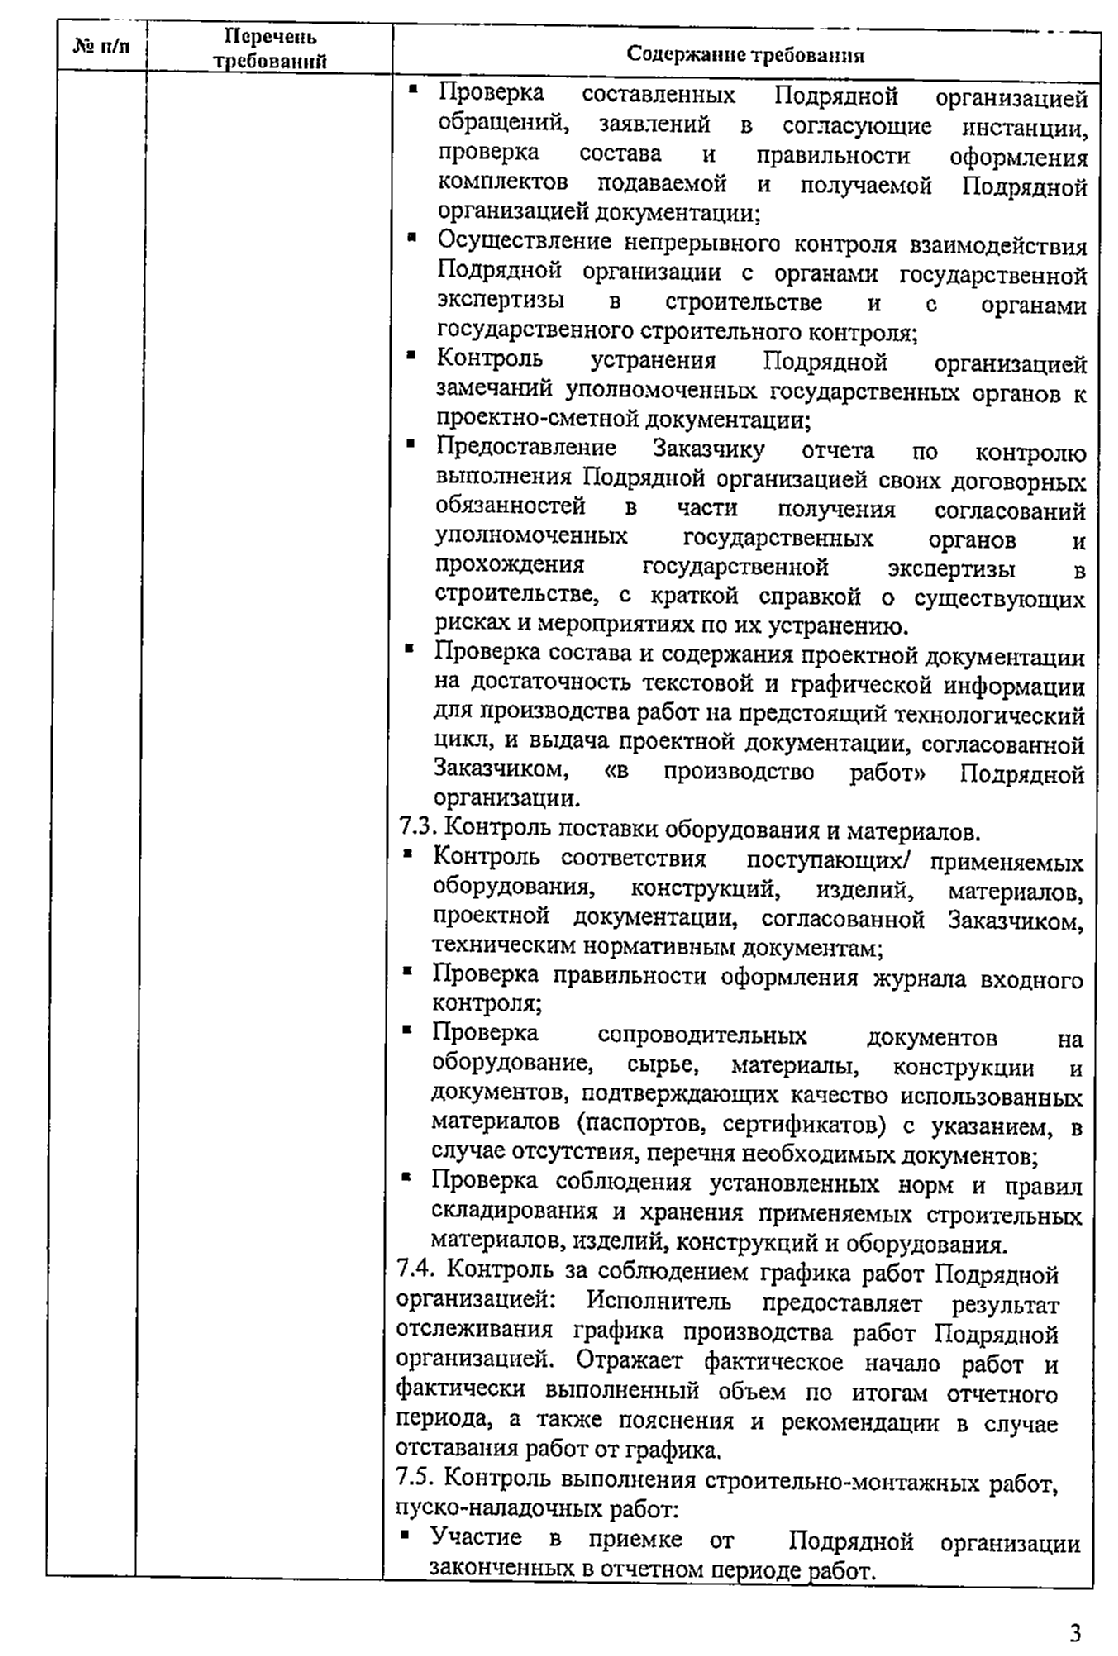 № п/п
Перечень
требований
Содержание требования
▪ Проверка составленных Подрядной организацией
обращений, заявлений в согласующие инстанции,
проверка состава и правильности оформления
комплектов подаваемой и получаемой Подрядной
организацией документации;
▪ Осуществление непрерывного контроля взаимодействия
Подрядной организации с органами государственной
экспертизы в строительстве и с органами
государственного строительного контроля;
▪ Контроль устранения Подрядной организацией
замечаний уполномоченных государственных органов к
проектно-сметной документации;
▪ Предоставление Заказчику отчета по контролю
выполнения Подрядной организацией своих договорных
обязанностей в части получения согласований
уполномоченных государственных органов и
прохождения государственной экспертизы в
строительстве, с краткой справкой о существующих
рисках и мероприятиях по их устранению.
▪ Проверка состава и содержания проектной документации
на достаточность текстовой и графической информации
для производства работ на предстоящий технологический
цикл, и выдача проектной документации, согласованной
Заказчиком, «в производство работ» Подрядной
организации.
7.3. Контроль поставки оборудования и материалов.
▪ Контроль соответствия поступающих/ применяемых
оборудования, конструкций, изделий, материалов,
проектной документации, согласованной Заказчиком,
техническим нормативным документам;
▪ Проверка правильности оформления журнала входного
контроля;
▪ Проверка сопроводительных документов на
оборудование, сырье, материалы, конструкции и
документов, подтверждающих качество использованных
материалов (паспортов, сертификатов) с указанием, в
случае отсутствия, перечня необходимых документов;
▪ Проверка соблюдения установленных норм и правил
складирования и хранения применяемых строительных
материалов, изделий, конструкций и оборудования.
7.4. Контроль за соблюдением графика работ Подрядной
организацией: Исполнитель предоставляет результат
отслеживания графика производства работ Подрядной
организацией. Отражает фактическое начало работ и
фактически выполненный объем по итогам отчетного
периода, а также пояснения и рекомендации в случае
отставания работ от графика.
7.5. Контроль выполнения строительно-монтажных работ,
пуско-наладочных работ:
▪ Участие в приемке от Подрядной организации
законченных в отчетном периоде работ.
3